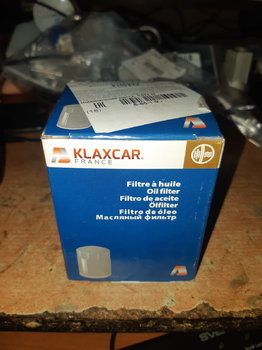 KLAXCAR
FRANCE
Filtre à huile
Oil filter
Filtro de aceite
Ölfilter
Filtro de óleo
Масляный фильтр